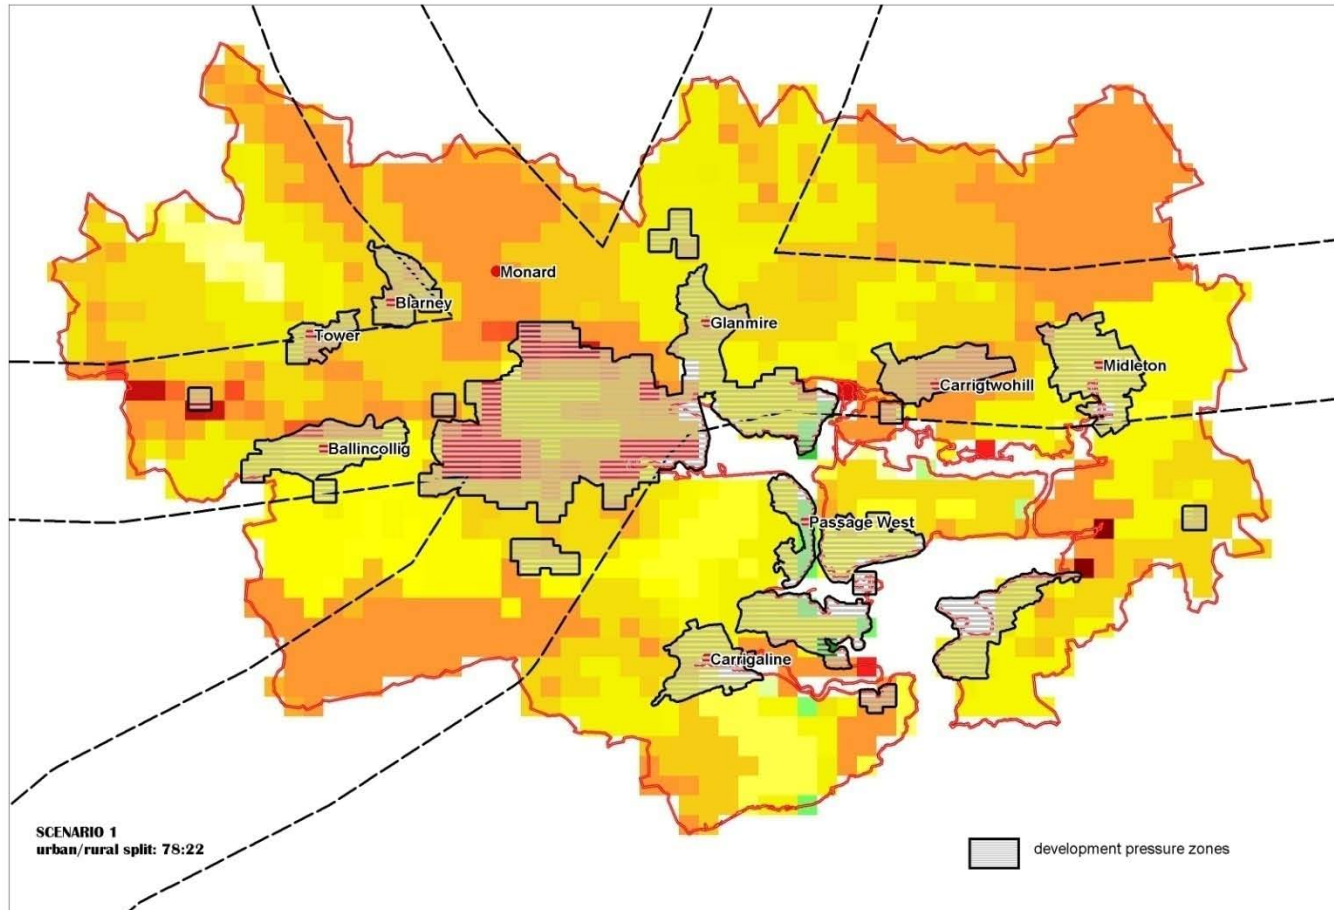 Monard
Blarney
Glanmire
Tower
Midleton
Carrigtwohill
Ballincollig
Passage West
Carrigaline
SCENARIO 1
urban/rural split: 78:22
development pressure zones